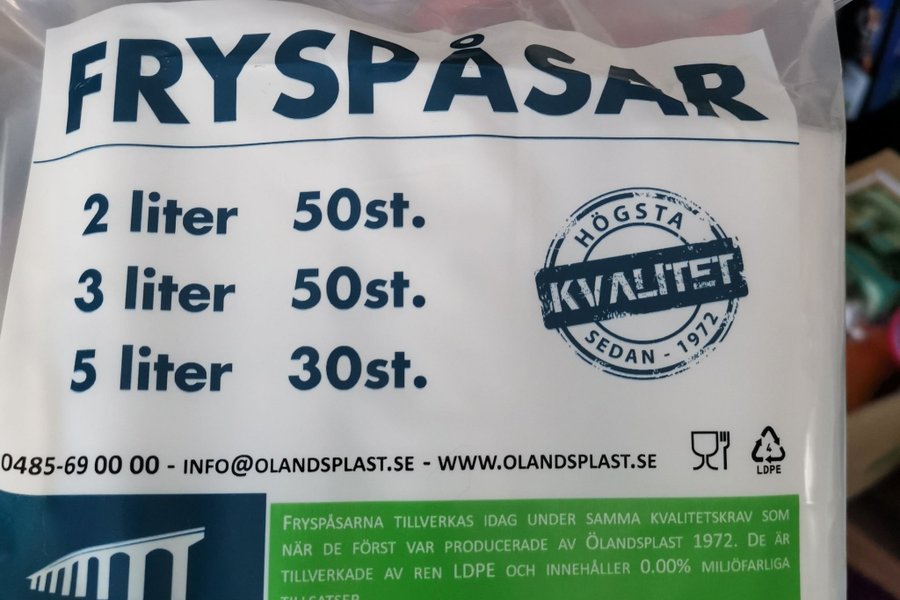 FRYSPÅSAR
2 liter 50st.
3 liter 50st.
5 liter 30st.
HÖGSTA
KVALITET
SEDAN - 1972
0485-69 00 00 - INFO@OLANDSPLAST.SE - WWW.OLANDSPLAST.SE
4
LDPE
FRYSPÅSARNA TILLVERKAS IDAG UNDER SAMMA KVALITETSKRAV SOM
NÄR DE FÖRST VAR PRODUCERADE AV ÖLANDSPLAST 1972. DE ÄR
TILLVERKADE AV REN LDPE OCH INNEHÅLLER 0.00% MILJÖFARLIGA